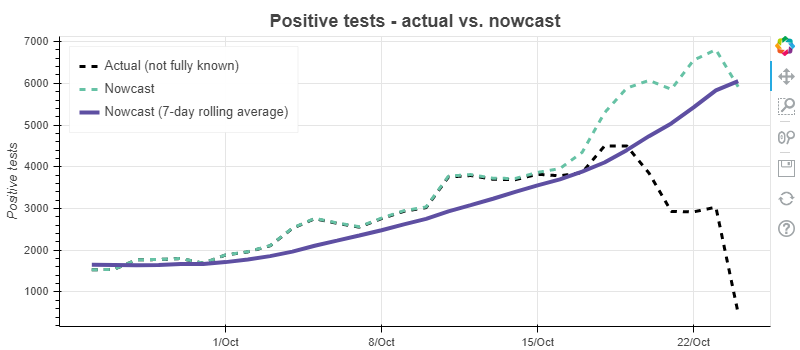 Positive tests - actual vs. nowcast
7000
6000
5000
4000
3000
2000
1000
Positive tests
Actual (not fully known)
Nowcast
Nowcast (7-day rolling average)
1/Oct
8/Oct
15/Oct
22/Oct